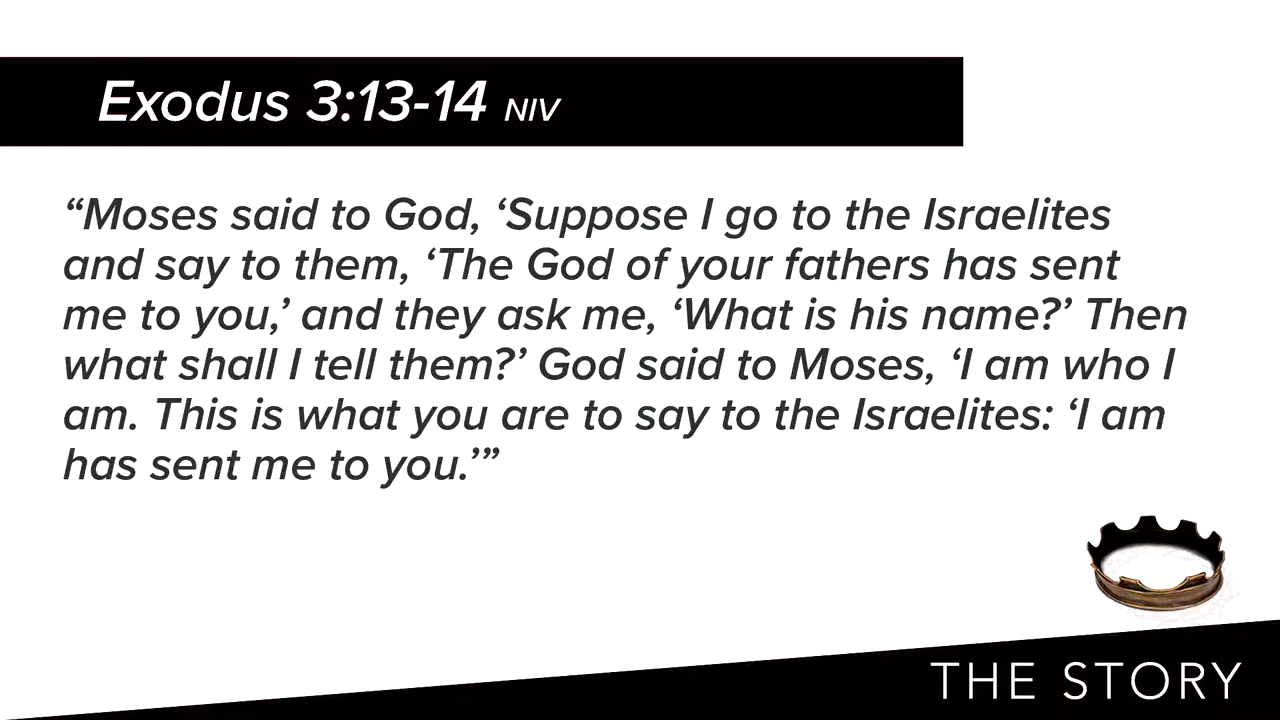 Exodus 3:13-14 NIV
“Moses said to God, ‘Suppose I go to the Israelites
and say to them, ‘The God of your fathers has sent
me to you,’ and they ask me, ‘What is his name?’ Then
what shall I tell them?’ God said to Moses, ‘I am who I
am. This is what you are to say to the Israelites: ‘I am
has sent me to you.’”
THE STORY